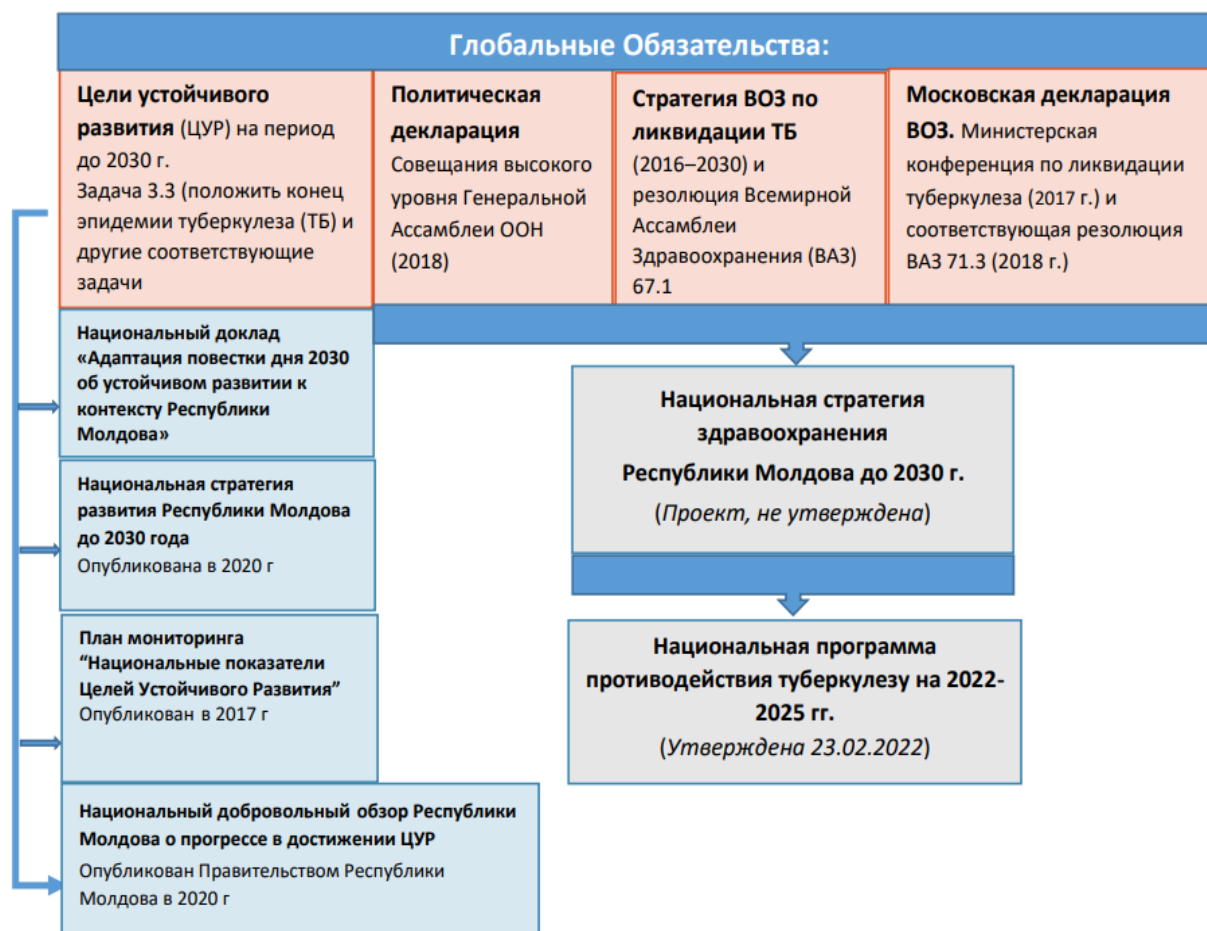 Глобальные Обязательства:
Цели устойчивого
развития (ЦУР) на период
до 2030 г.
Задача 3.3 (положить конец
эпидемии туберкулеза (ТБ) и
другие соответствующие
задачи
Политическая
декларация
Совещания высокого
уровня Генеральной
Ассамблеи ООН
(2018)
Стратегия ВОЗ по
ликвидации ТБ
(2016–2030) и
резолюция Всемирной
Ассамблеи
Здравоохранения (ВАЗ)
67.1
Московская декларация
ВОЗ. Министерская
конференция по ликвидации
туберкулеза (2017 г.) и
соответствующая резолюция
ВАЗ 71.3 (2018 г.)
Национальный доклад
«Адаптация повестки дня 2030
об устойчивом развитии к
контексту Республики
Молдова»
Национальная стратегия
развития Республики Молдова
до 2030 года
Опубликована в 2020 г
План мониторинга
“Национальные показатели
Целей Устойчивого Развития”
Опубликован в 2017 г
Национальный добровольный обзор Республики
Молдова о прогрессе в достижении ЦУР
Опубликован Правительством Республики
Молдова в 2020 г
Национальная стратегия
здравоохранения
Республики Молдова до 2030 г.
(Проект, не утверждена)
Национальная программа
противодействия туберкулезу на 2022-
2025 гг.
(Утверждена 23.02.2022)